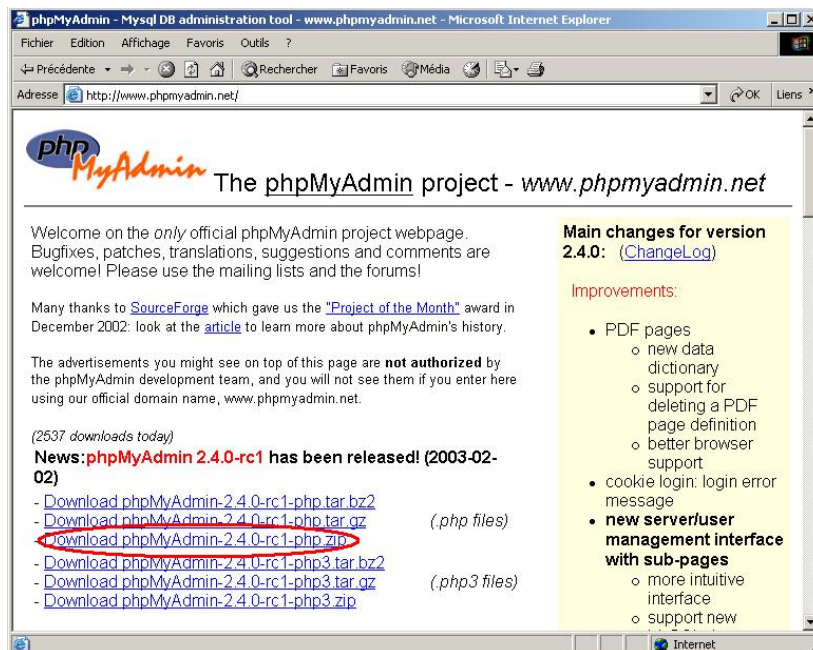 phpMyAdmin - Mysql DB administration tool - www.phpmyadmin.net - Microsoft Internet Explorer
Fichier Edition Affichage Favoris Outils ?
Précédente Rechercher Favoris Média
Adresse http://www.phpmyadmin.net/ OK Liens
php
MyAdmin
The phpMyAdmin project - www.phpmyadmin.net
Welcome on the only official phpMyAdmin project webpage.
Bugfixes, patches, translations, suggestions and comments are
welcome! Please use the mailing lists and the forums!
Many thanks to SourceForge which gave us the "Project of the Month" award in
December 2002: look at the article to learn more about phpMyAdmin's history.
The advertisements you might see on top of this page are not authorized by
the phpMyAdmin development team, and you will not see them if you enter here
using our official domain name, www.phpmyadmin.net.
(2537 downloads today)
News:phpMyAdmin 2.4.0-rc1 has been released! (2003-02-
02)
- Download phpMyAdmin-2.4.0-rc1-php.tar.bz2
- Download phpMyAdmin-2.4.0-rc1-php.tar.gz (.php files)
- Download phpMyAdmin-2.4.0-rc1-php.zip
- Download phpMyAdmin-2.4.0-rc1-php3.tar.bz2
- Download phpMyAdmin-2.4.0-rc1-php3.tar.gz (.php3 files)
- Download phpMyAdmin-2.4.0-rc1-php3.zip
Main changes for version
2.4.0: (ChangeLog)
Improvements:
• PDF pages
o new data
dictionary
o support for
deleting a PDF
page definition
o better browser
support
• cookie login: login error
message
• new server/user
management interface
with sub-pages
o more intuitive
interface
o support new
Internet